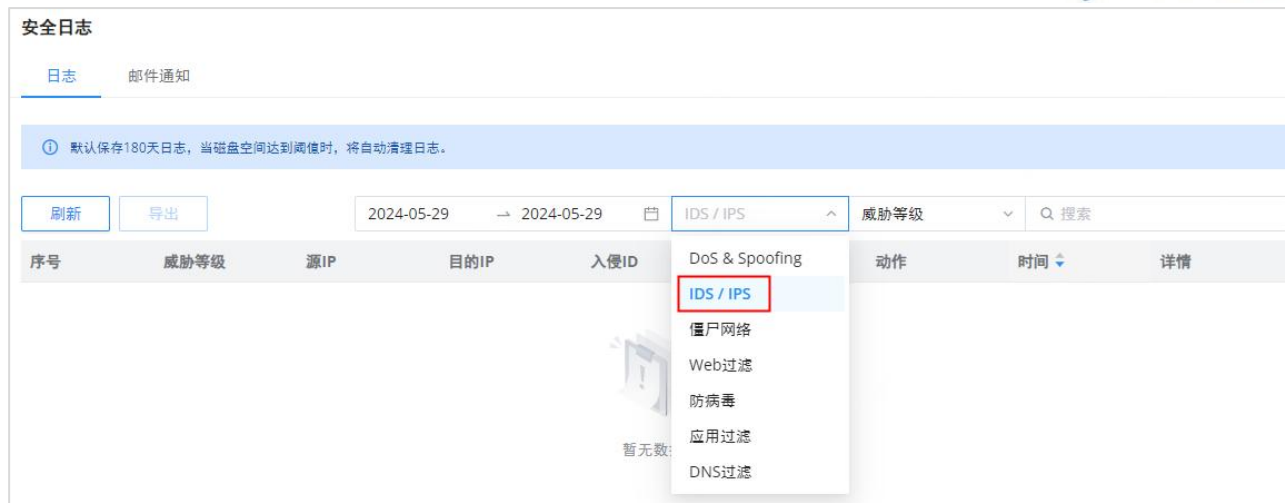 安全日志
日志 邮件通知
默认保存180天日志，当磁盘空间达到阈值时，将自动清理日志。
刷新 导出 2024-05-29 → 2024-05-29 IDS / IPS 威胁等级 搜索
序号 威胁等级 源IP 目的IP 入侵ID 动作 时间 详情
DoS & Spoofing
IDS / IPS
僵尸网络
Web过滤
防病毒
应用过滤
DNS过滤
暂无数